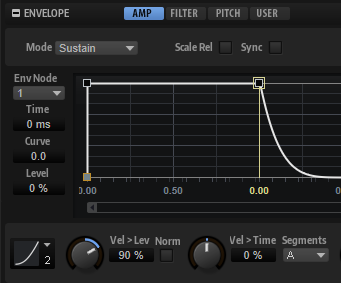 ENVELOPE AMP FILTER PITCH USER
Mode Sustain Scale Rel Sync
Env Node
1
Time
0 ms
Curve
0.0
Level
0 %
0.00 0.50 0.00 0.5
2 Vel > Lev Norm Vel > Time Segments
90 % 0 % A